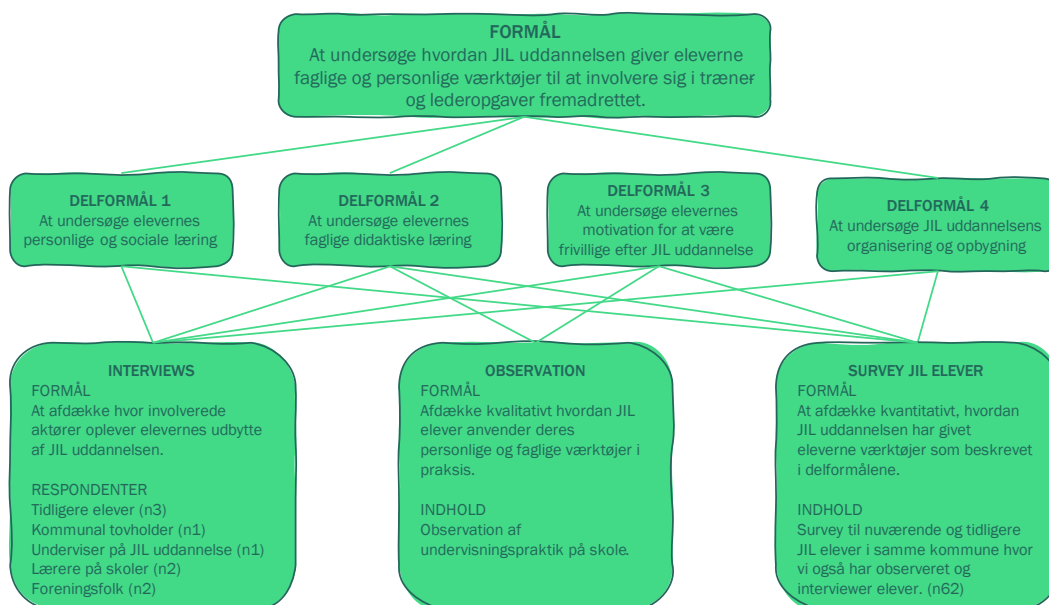 FORMÅL
At undersøge hvordan JIL uddannelsen giver eleverne
faglige og personlige værktøjer til at involvere sig i træner-
og lederopgaver fremadrettet.
DELFORMÅL 1
At undersøge elevernes
personlige og sociale læring
DELFORMÅL 2
At undersøge elevernes
faglige didaktiske læring
DELFORMÅL 3
At undersøge elevernes
motivation for at være
frivillige efter JIL uddannelse
DELFORMÅL 4
At undersøge JIL uddannelsens
organisering og opbygning
INTERVIEWS
FORMÅL
At afdække hvor involverede
aktører oplever elevernes udbytte
af JIL uddannelsen.
RESPONDENTER
Tidligere elever (n3)
Kommunal tovholder (n1)
Underviser på JIL uddannelse (n1)
Lærere på skoler (n2)
Foreningsfolk (n2)
OBSERVATION
FORMÅL
Afdække kvalitativt hvordan JIL
elever anvender deres
personlige og faglige værktøjer i
praksis.
INDHOLD
Observation af
undervisningspraktik på skole.
SURVEY JIL ELEVER
FORMÅL
At afdække kvantitativt, hvordan
JIL uddannelsen har givet
eleverne værktøjer som beskrevet
i delformålene.
INDHOLD
Survey til nuværende og tidligere
JIL elever i samme kommune hvor
vi også har observeret og
interviewer elever. (n62)